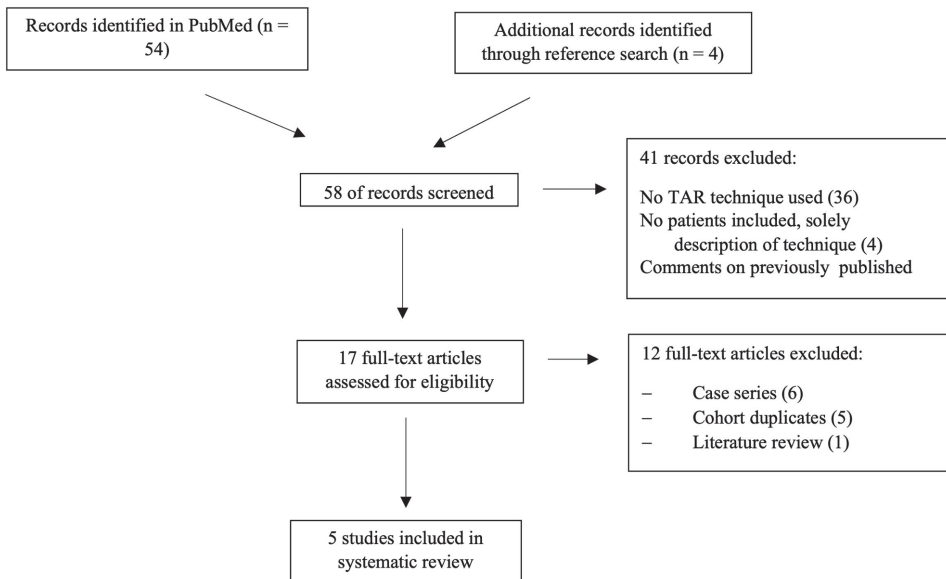 Records identified in PubMed (n =
54)
Additional records identified
through reference search (n = 4)
58 of records screened
41 records excluded:
No TAR technique used (36)
No patients included, solely
description of technique (4)
Comments on previously published
17 full-text articles
assessed for eligibility
12 full-text articles excluded:
– Case series (6)
– Cohort duplicates (5)
– Literature review (1)
5 studies included in
systematic review